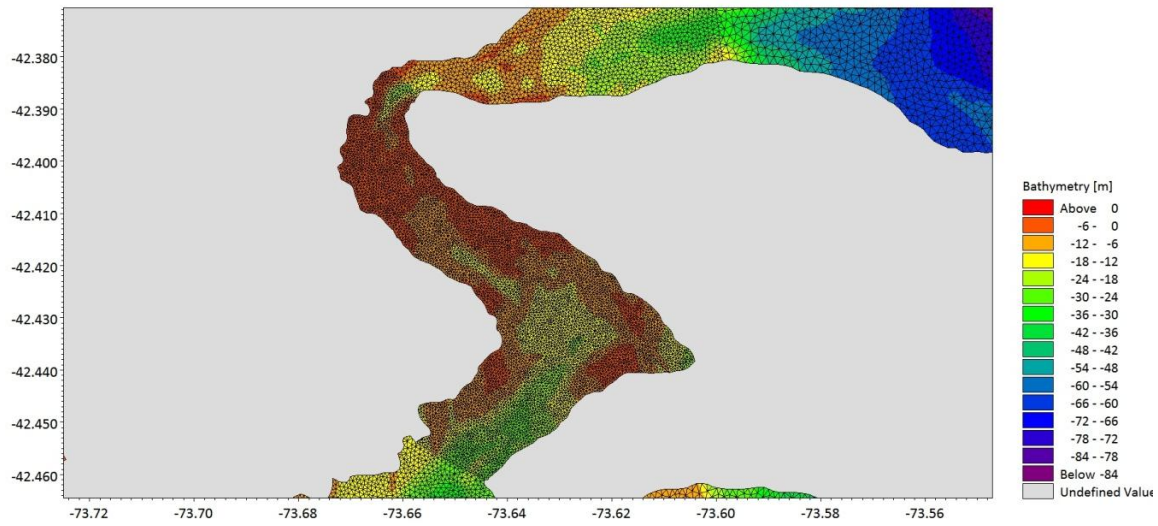 -42.380
-42.390
-42.400
-42.410
-42.420
-42.430
-42.440
-42.450
-42.460
-73.72 -73.70 -73.68 -73.66 -73.64 -73.62 -73.60 -73.58 -73.56
Bathymetry [m]
Above 0
-6 - 0
-12 - -6
-18 - -12
-24 - -18
-30 - -24
-36 - -30
-42 - -36
-48 - -42
-54 - -48
-60 - -54
-66 - -60
-72 - -66
-78 - -72
-84 - -78
Below -84
Undefined Value